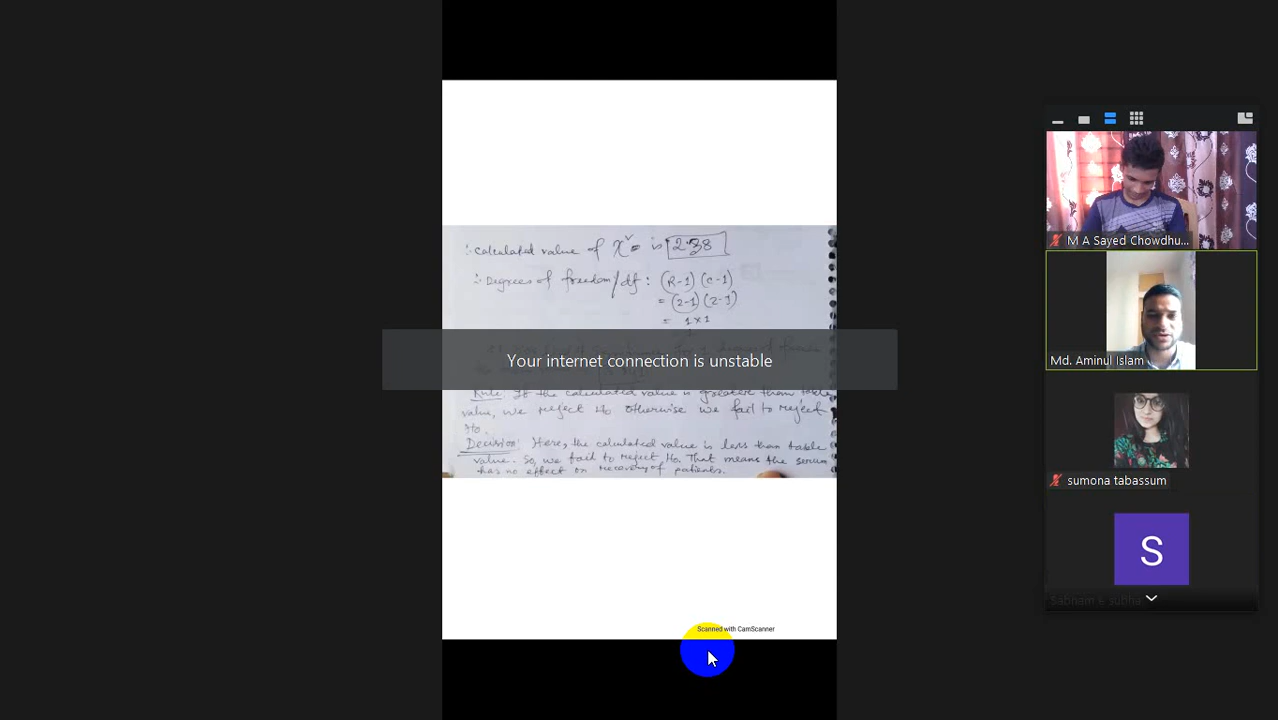 ∴ Calculated value of χ² is 2.38
∴ Degrees of freedom/df : (R-1) (C-1)
= (2-1) (2-1)
= 1×1
Your internet connection is unstable
Rule: If the calculated value is greater than table
value, we reject Ho otherwise we fail to reject
Ho.
Decision: Here, the calculated value is less than table
value. So, we fail to reject Ho. That means the serum
has no effect on recovery of patients.
Scanned with CamScanner
M A Sayed Chowdhu...
Md. Aminul Islam
sumona tabassum
S
Sabnam E subha